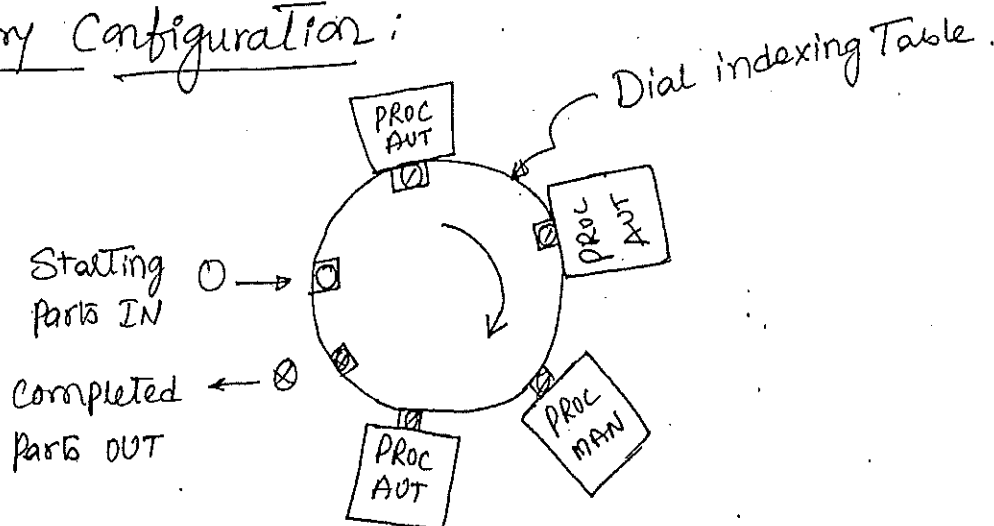 ry Configuration:
Dial indexing Table.
PROC
AUT
PROC
AUT
Starting
Parts IN
PROC
MAN
Completed
Parts OUT
PROC
AUT